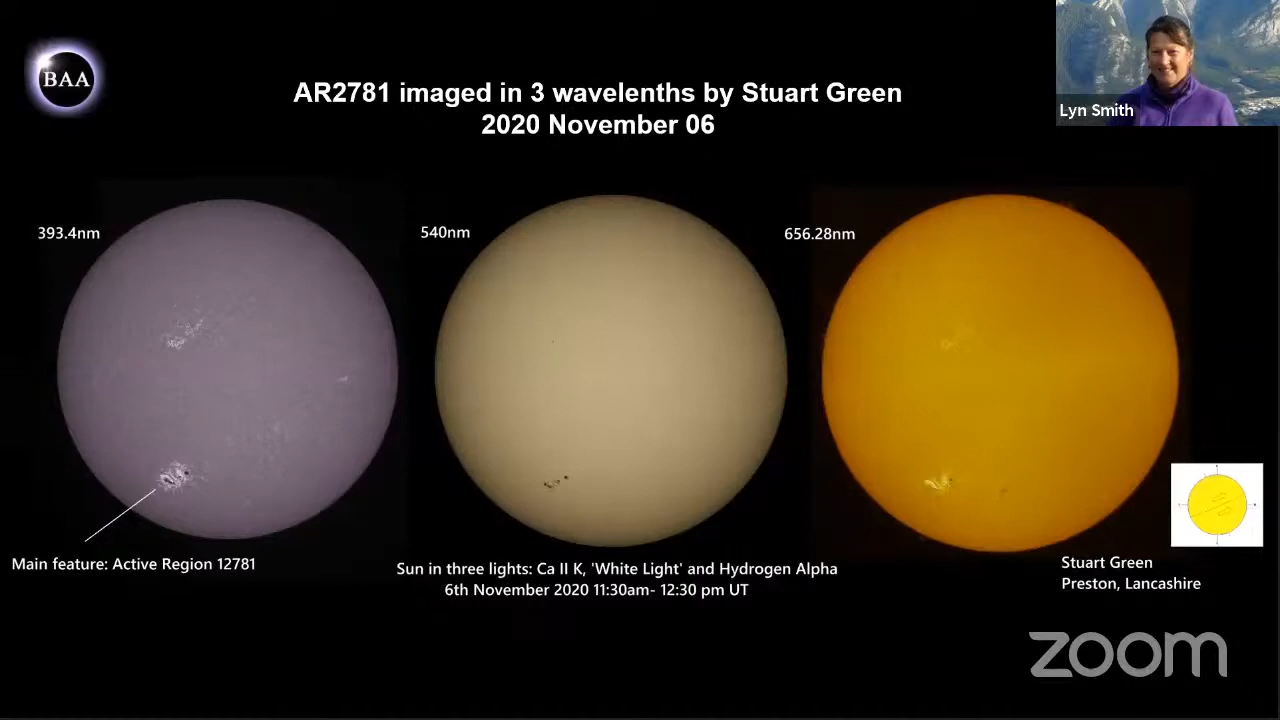 BAA
AR2781 imaged in 3 wavelenths by Stuart Green
2020 November 06
Lyn Smith
393.4nm
540nm
656.28nm
Main feature: Active Region 12781
Sun in three lights: Ca II K, 'White Light' and Hydrogen Alpha
6th November 2020 11:30am- 12:30 pm UT
Stuart Green
Preston, Lancashire
zoom